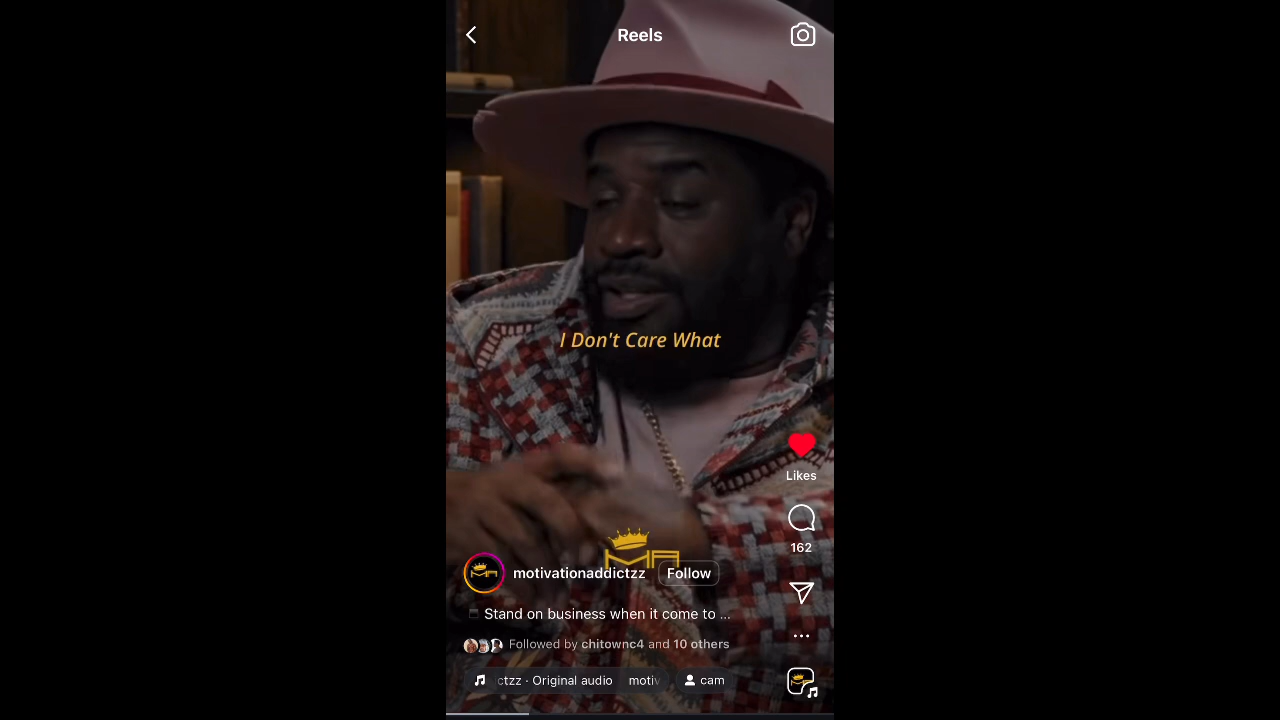 Reels
I Don't Care What
Likes
162
MA
motivationaddictzz Follow
Stand on business when it come to ...
Followed by chitownc4 and 10 others
ctzz · Original audio motiv cam